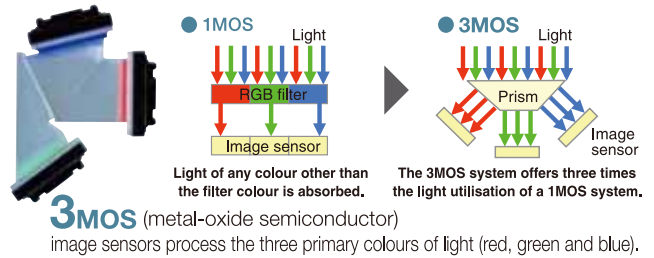 1MOS
Light
RGB filter
Image sensor
Light of any colour other than
the filter colour is absorbed.
3MOS
Light
Prism
Image
sensor
The 3MOS system offers three times
the light utilisation of a 1MOS system.
3MOS (metal-oxide semiconductor)
image sensors process the three primary colours of light (red, green and blue).